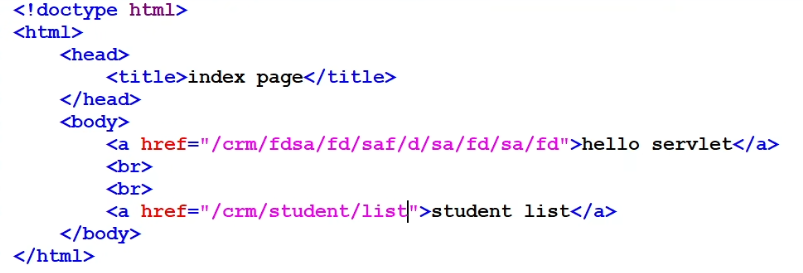 <!doctype html>
<html>
<head>
<title>index page</title>
</head>
<body>
<a href="/crm/fdsa/fd/saf/d/sa/fd/sa/fd">hello servlet</a>
<br>
<br>
<a href="/crm/student/list">student list</a>
</body>
</html>